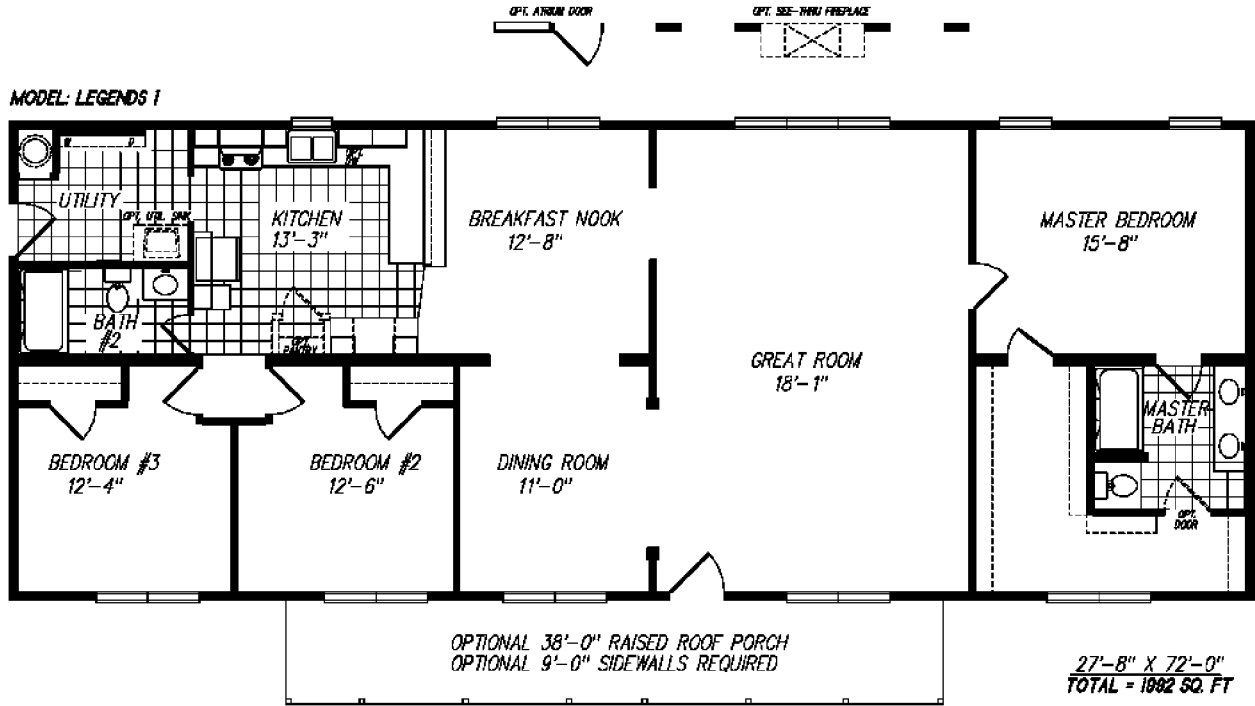 OPT. ATRIUM DOOR
OPT. SEE-THRU FIREPLACE
MODEL: LEGENDS 1
W D
UTILITY
OPT. UTIL. SINK
KITCHEN
13'-3"
BREAKFAST NOOK
12'-8"
MASTER BEDROOM
15'-8"
BATH
#2
OPT.
PANTRY
GREAT ROOM
18'-1"
MASTER
BATH
BEDROOM #3
12'-4"
BEDROOM #2
12'-6"
DINING ROOM
11'-0"
OPT.
DOOR
OPTIONAL 38'-0" RAISED ROOF PORCH
OPTIONAL 9'-0" SIDEWALLS REQUIRED
27'-8" X 72'-0"
TOTAL = 1992 SQ. FT